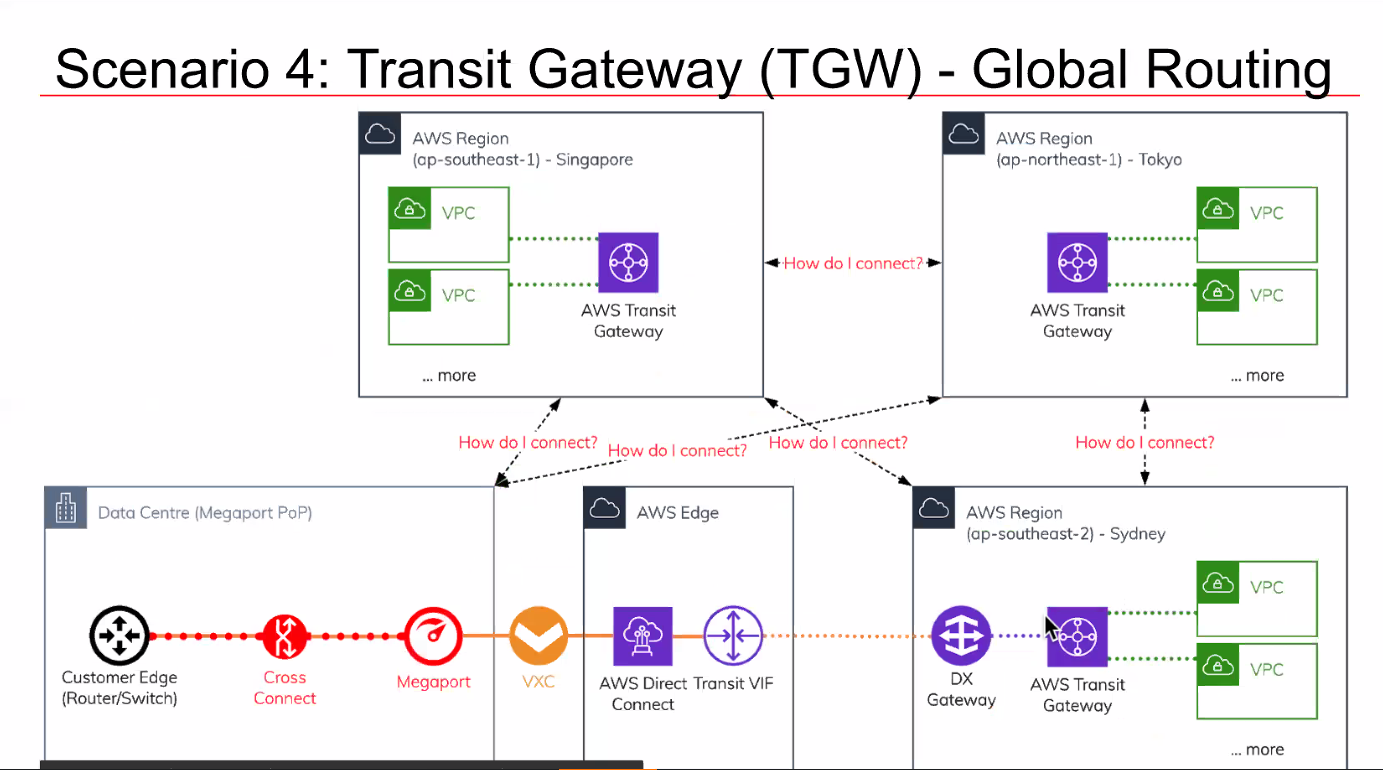 Scenario 4: Transit Gateway (TGW) - Global Routing
AWS Region
(ap-southeast-1) - Singapore
VPC
VPC
AWS Transit
Gateway
... more
How do I connect?
AWS Region
(ap-northeast-1) - Tokyo
VPC
VPC
AWS Transit
Gateway
... more
How do I connect?
How do I connect?
How do I connect?
How do I connect?
Data Centre (Megaport PoP)
Customer Edge
(Router/Switch)
Cross
Connect
Megaport
VXC
AWS Edge
AWS Direct
Connect
Transit VIF
AWS Region
(ap-southeast-2) - Sydney
DX
Gateway
AWS Transit
Gateway
VPC
VPC
... more